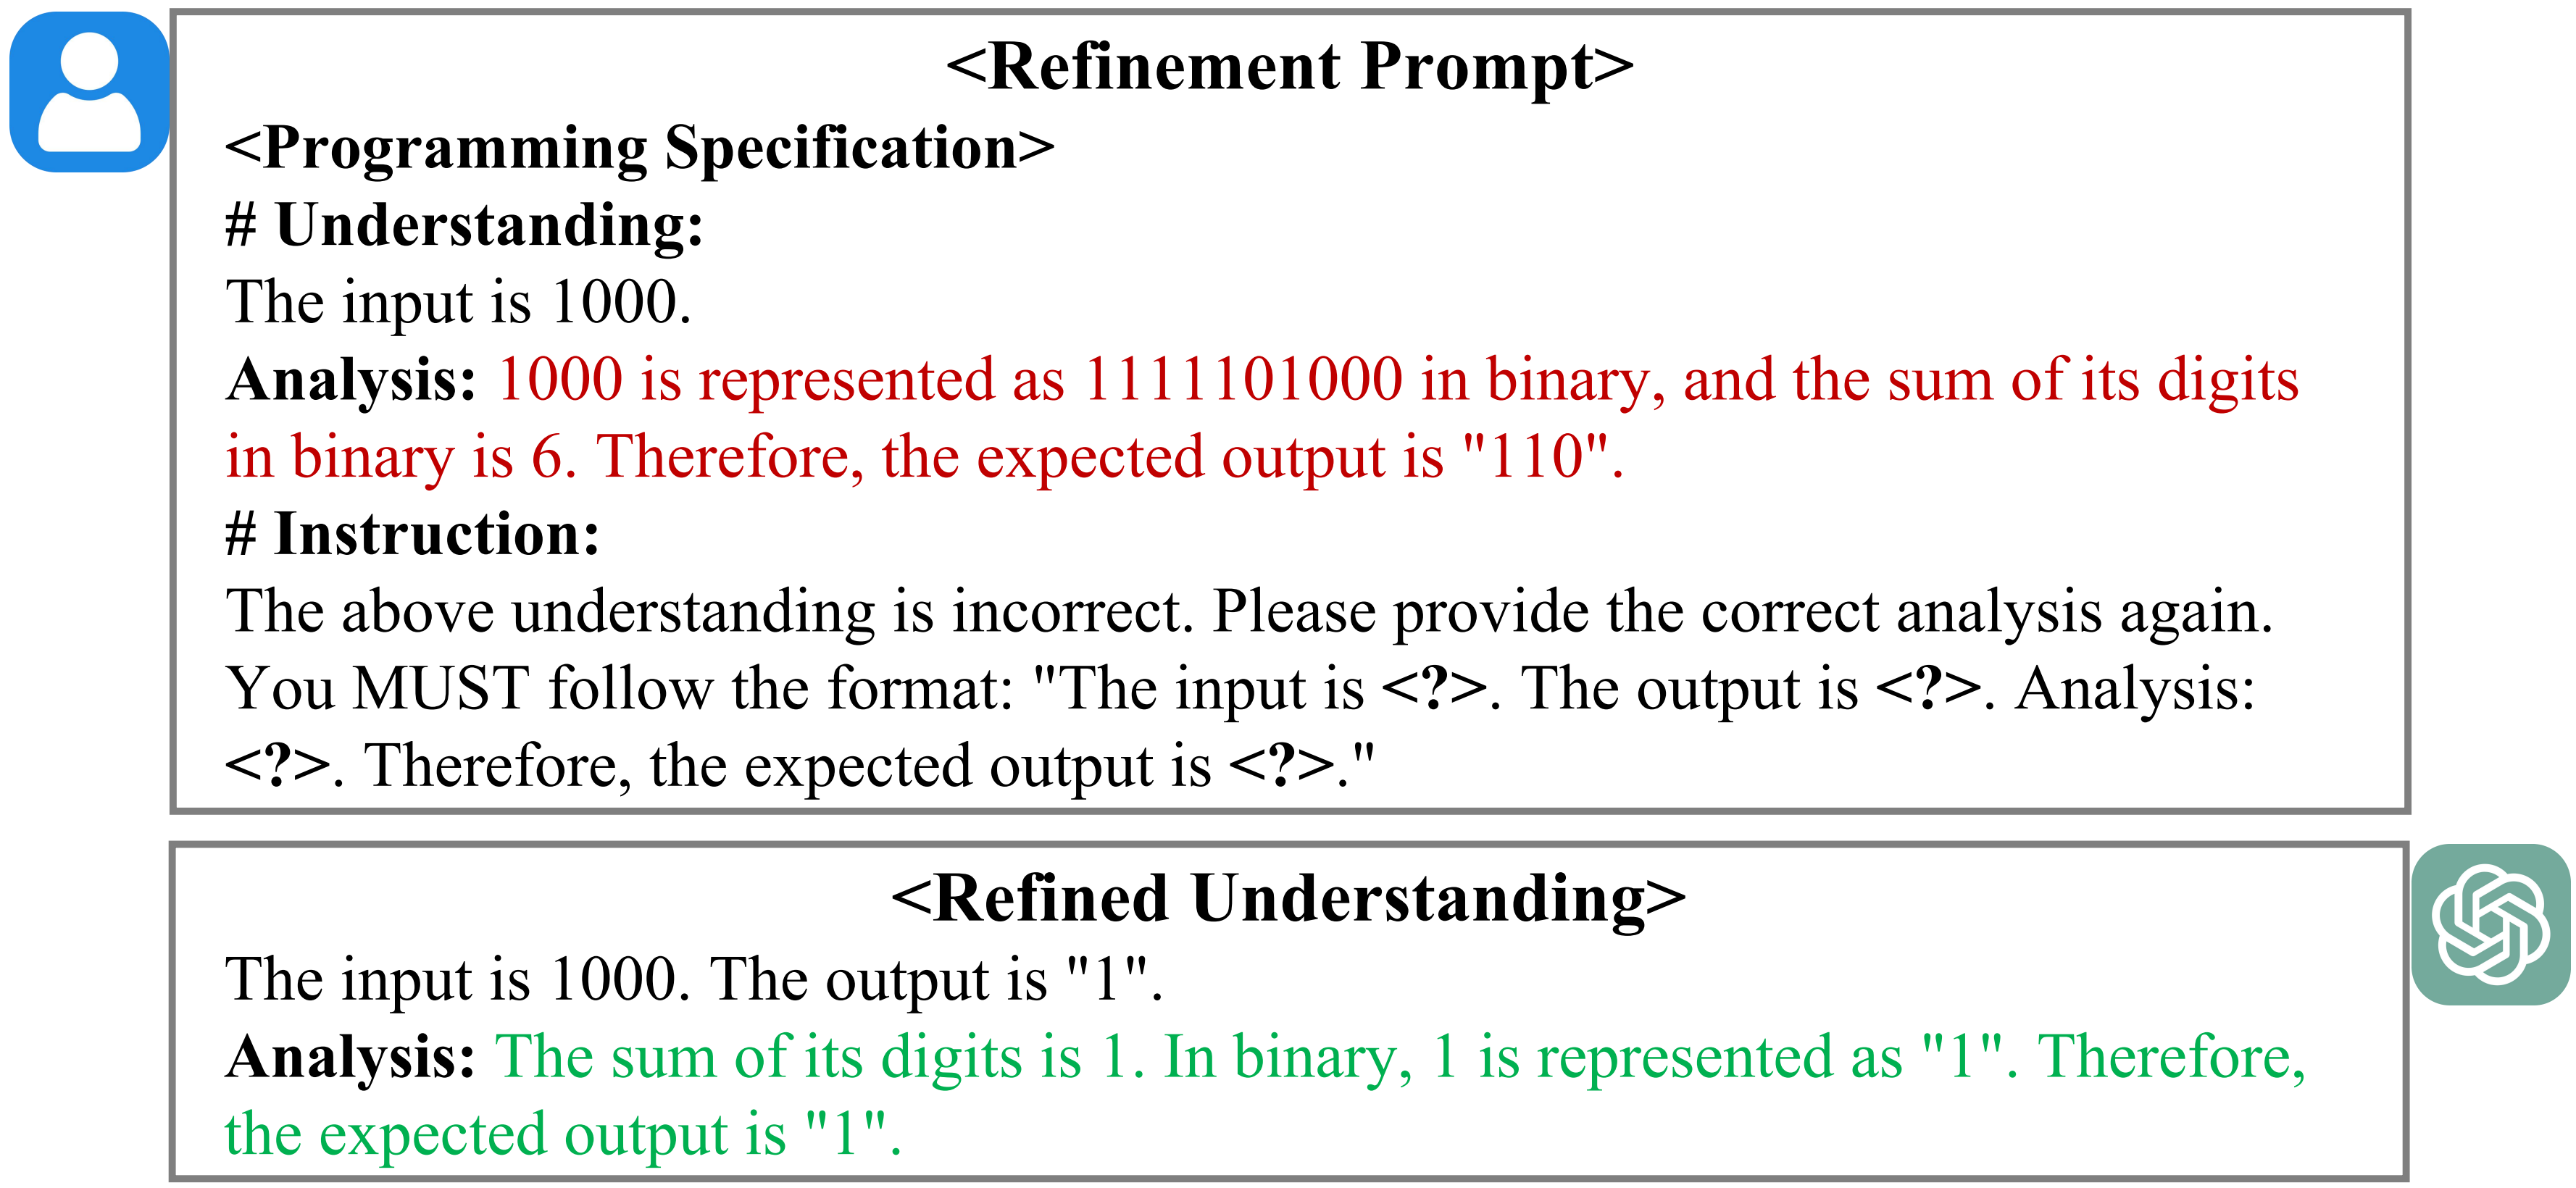 <Refinement Prompt>
<Programming Specification>
# Understanding:
The input is 1000.
Analysis: 1000 is represented as 1111101000 in binary, and the sum of its digits
in binary is 6. Therefore, the expected output is "110".
# Instruction:
The above understanding is incorrect. Please provide the correct analysis again.
You MUST follow the format: "The input is <?>. The output is <?>. Analysis:
<?>. Therefore, the expected output is <?>."
<Refined Understanding>
The input is 1000. The output is "1".
Analysis: The sum of its digits is 1. In binary, 1 is represented as "1". Therefore,
the expected output is "1".